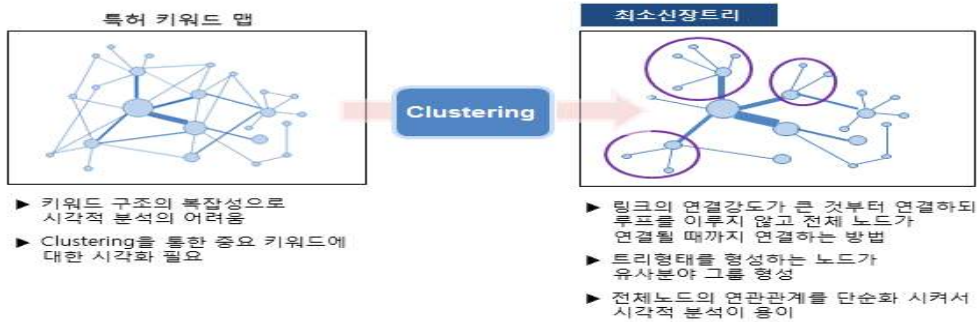 특허 키워드 맵
최소신장트리
Clustering
▶ 키워드 구조의 복잡성으로
시각적 분석의 어려움
▶ Clustering을 통한 중요 키워드에
대한 시각화 필요
▶ 링크의 연결강도가 큰 것부터 연결하되
루프를 이루지 않고 전체 노드가
연결될 때까지 연결하는 방법
▶ 트리형태를 형성하는 노드가
유사분야 그룹 형성
▶ 전체노드의 연관관계를 단순화 시켜서
시각적 분석이 용이